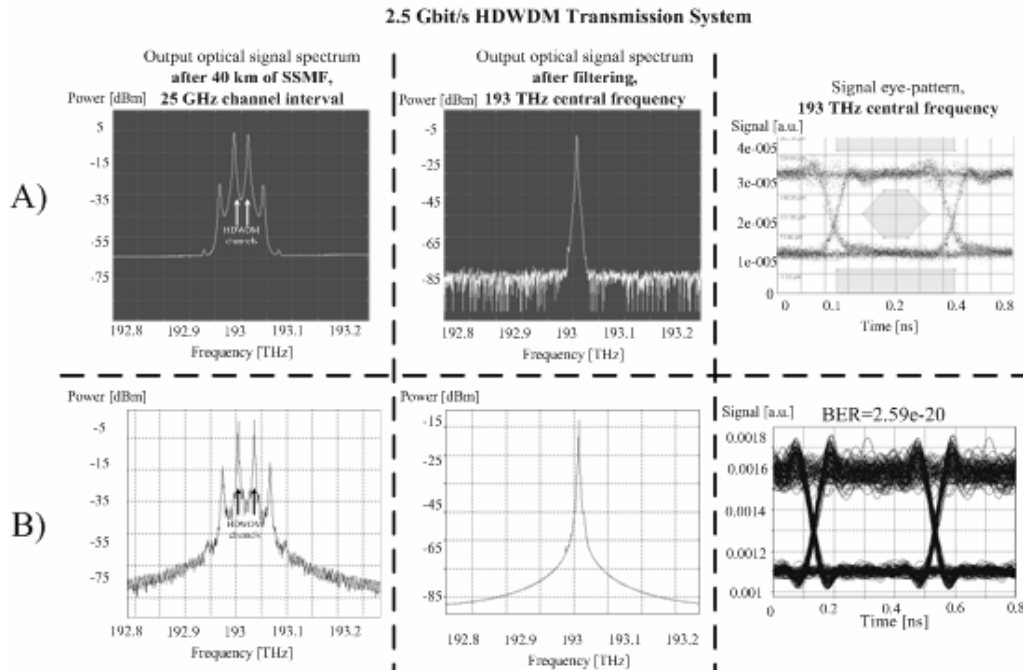 2.5 Gbit/s HDWDM Transmission System
Output optical signal spectrum
after 40 km of SSMF,
25 GHz channel interval
Power [dBm]
5
-15
-35
-55
-75
HDWDM
channels
192.8 192.9 193 193.1 193.2
Frequency [THz]
Output optical signal spectrum
after filtering,
193 THz central frequency
Power [dBm]
-5
-25
-45
-65
-85
192.8 192.9 193 193.1 193.2
Frequency [THz]
Signal eye-pattern,
193 THz central frequency
Signal [a.u.]
4e-005
3e-005
2e-005
1e-005
0
0 0.1 0.2 0.4 0.8
Time [ns]
A)
Power [dBm]
-5
-15
-35
-55
-75
HDWDM
channels
192.8 192.9 193 193.1 193.2
Frequency [THz]
Power [dBm]
-5
-25
-45
-65
-85
192.8 192.9 193 193.1 193.2
Frequency [THz]
Signal [a.u.]
BER=2.59e-20
0.0018
0.0016
0.0014
0.0012
0.001
0 0.2 0.4 0.6 0.8
Time [ns]
B)